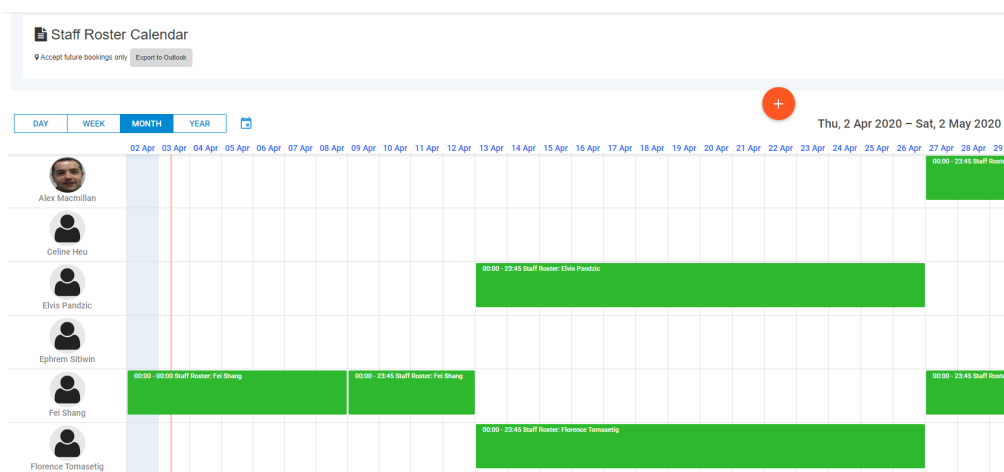 Staff Roster Calendar
Accept future bookings only Export to Outlook
+
DAY WEEK MONTH YEAR Thu, 2 Apr 2020 – Sat, 2 May 2020
02 Apr 03 Apr 04 Apr 05 Apr 06 Apr 07 Apr 08 Apr 09 Apr 10 Apr 11 Apr 12 Apr 13 Apr 14 Apr 15 Apr 16 Apr 17 Apr 18 Apr 19 Apr 20 Apr 21 Apr 22 Apr 23 Apr 24 Apr 25 Apr 26 Apr 27 Apr 28 Apr 29
00:00 - 23:45 Staff Roste
Alex Macmillan
Celine Heu
00:00 - 23:45 Staff Roster: Elvis Pandzic
Elvis Pandzic
Ephrem Sitiwin
00:00 - 00:00 Staff Roster: Fei Shang 00:00 - 23:45 Staff Roster: Fei Shang 00:00 - 23:45 Staff Roste
Fei Shang
00:00 - 23:45 Staff Roster: Florence Tomasetig
Florence Tomasetig